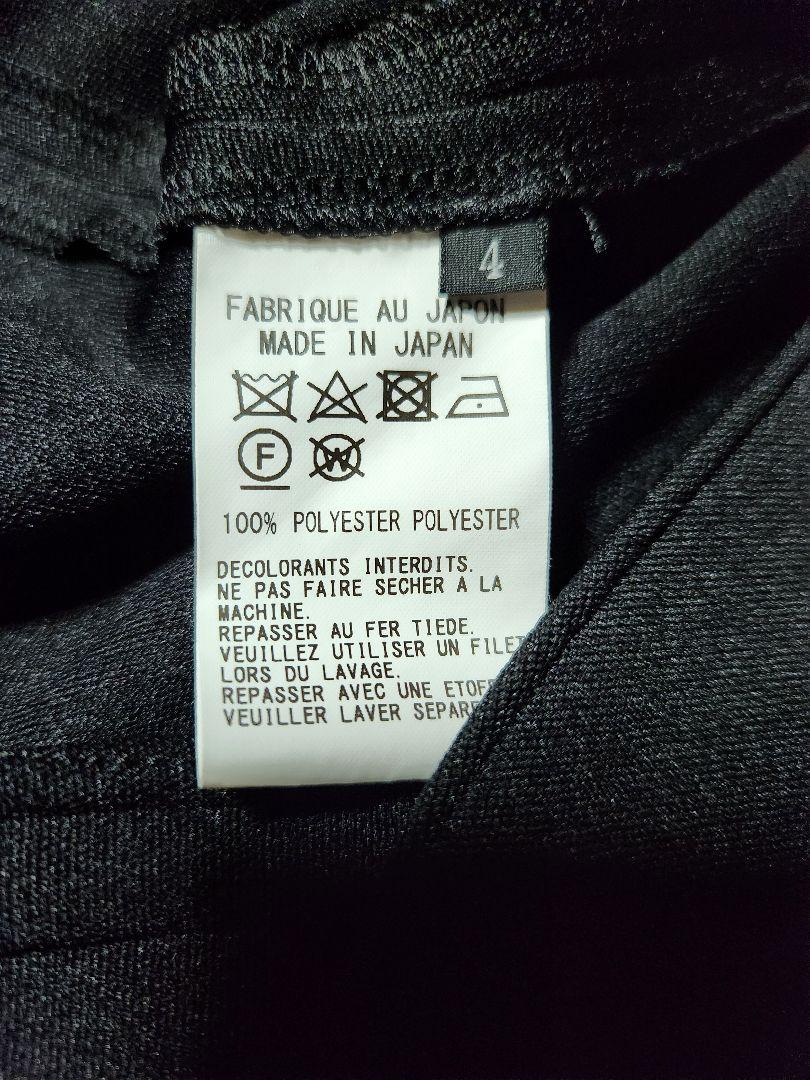 4
FABRIQUE AU JAPON
MADE IN JAPAN
F W
100% POLYESTER POLYESTER
DECOLORANTS INTERDITS.
NE PAS FAIRE SECHER A LA
MACHINE.
REPASSER AU FER TIEDE.
VEUILLEZ UTILISER UN FILET
LORS DU LAVAGE.
REPASSER AVEC UNE
VEUILLER LAVER